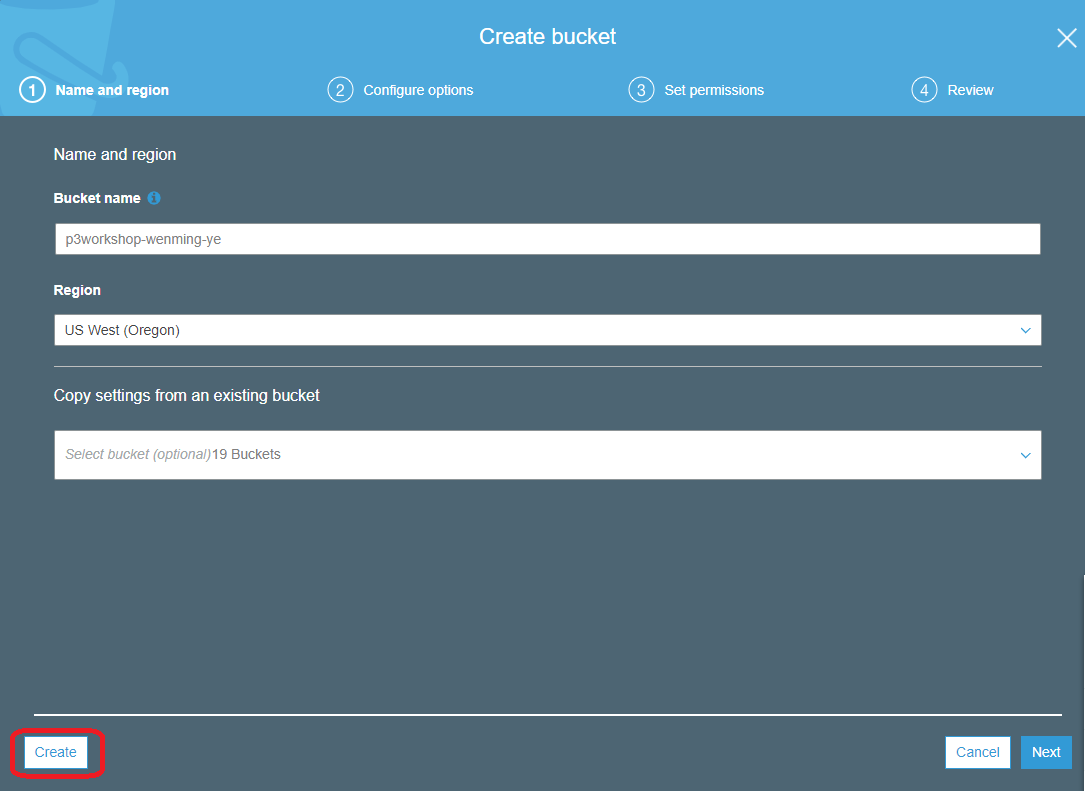 Create bucket
1 Name and region 2 Configure options 3 Set permissions 4 Review
Name and region
Bucket name i
p3workshop-wenming-ye
Region
US West (Oregon)
Copy settings from an existing bucket
Select bucket (optional)19 Buckets
Create Cancel Next